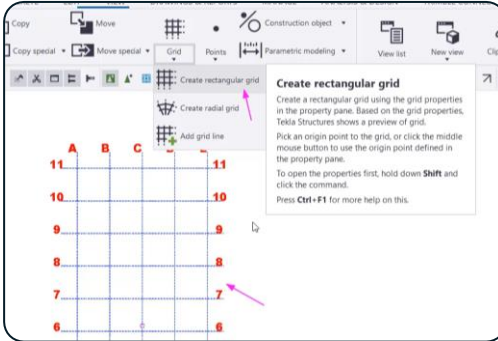 Copy
Move
Construction object
Copy special
Move special
Grid
Points
Parametric modeling
View list
New view
Create rectangular grid
Create radial grid
Add grid line
Create rectangular grid
Create a rectangular grid using the grid properties
in the property pane. Based on the grid properties,
Tekla Structures shows a preview of grid.
Pick an origin point to the grid, or click the middle
mouse button to use the origin point defined in
the property pane.
To open the properties first, hold down Shift and
click the command.
Press Ctrl+F1 for more help on this.
A B C
11 11
10 10
9 9
8 8
7 7
6 6